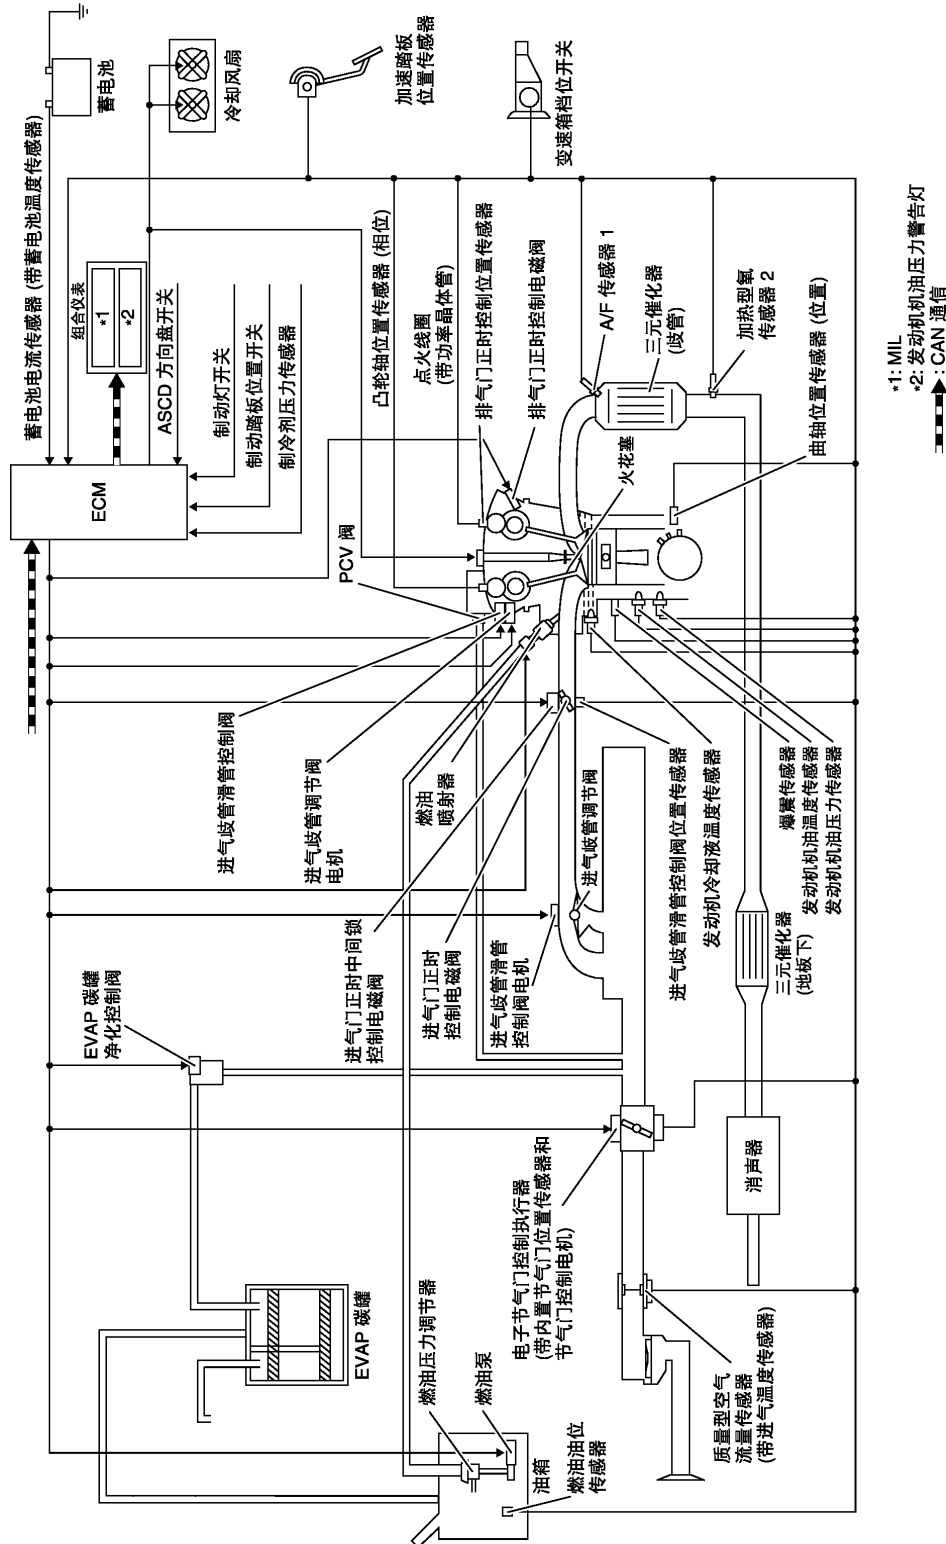 蓄电池
冷却风扇
加速踏板
位置传感器
变速箱档位开关
蓄电池电流传感器 (带蓄电池温度传感器)
组合仪表
*1
*2
ASCD 方向盘开关
制动灯开关
制动踏板位置开关
制冷剂压力传感器
ECM
凸轮轴位置传感器 (相位)
点火线圈
(带功率晶体管)
排气门正时控制位置传感器
排气门正时控制电磁阀
A/F 传感器 1
三元催化器
(歧管)
加热型氧
传感器 2
曲轴位置传感器 (位置)
火花塞
PCV 阀
进气歧管滑管控制阀
进气歧管调节阀
电机
燃油
喷射器
进气门正时中间锁
控制电磁阀
进气门正时
控制电磁阀
进气歧管滑管
控制阀电机
进气歧管调节阀
进气歧管滑管控制阀位置传感器
发动机冷却液温度传感器
爆震传感器
发动机机油温度传感器
发动机机油压力传感器
三元催化器
(地板下)
消声器
EVAP 碳罐
净化控制阀
EVAP 碳罐
电子节气门控制执行器
(带内置节气门位置传感器和
节气门控制电机)
质量型空气
流量传感器
(带进气温度传感器)
燃油压力调节器
燃油泵
油箱
燃油油位
传感器
*1: MIL
*2: 发动机机油压力警告灯
: CAN 通信